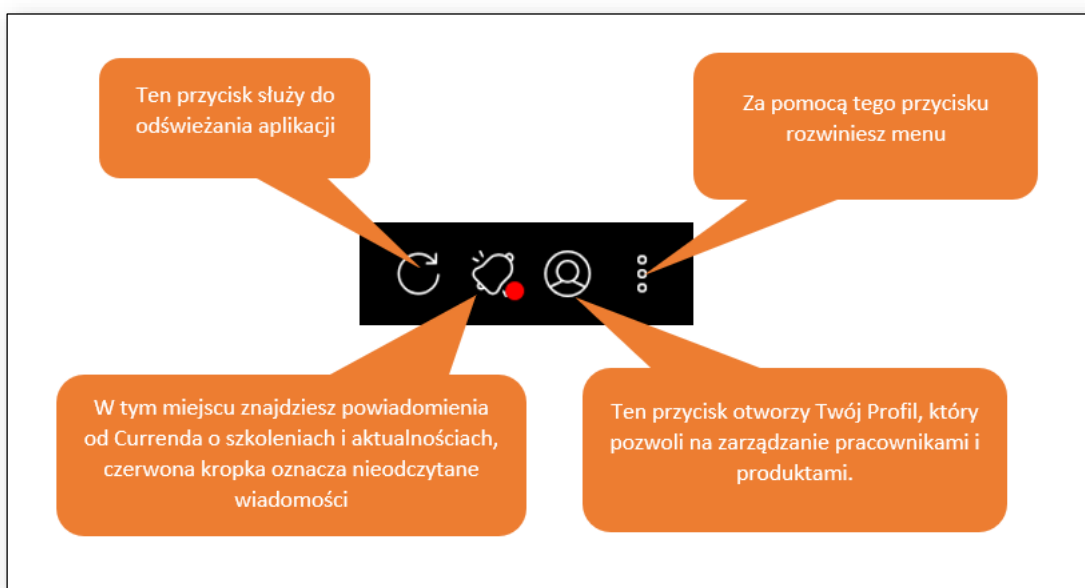 Ten przycisk służy do
odświeżania aplikacji
Za pomocą tego przycisku
rozwiniesz menu
W tym miejscu znajdziesz powiadomienia
od Currenda o szkoleniach i aktualnościach,
czerwona kropka oznacza nieodczytane
wiadomości
Ten przycisk otworzy Twój Profil, który
pozwoli na zarządzanie pracownikami i
produktami.